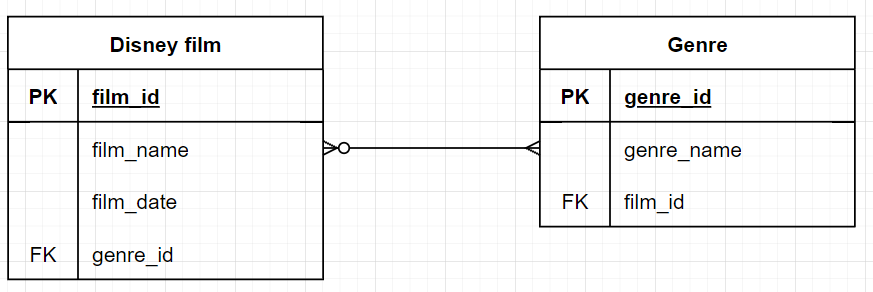 Disney film
PK film_id
film_name
film_date
FK genre_id
Genre
PK genre_id
genre_name
FK film_id